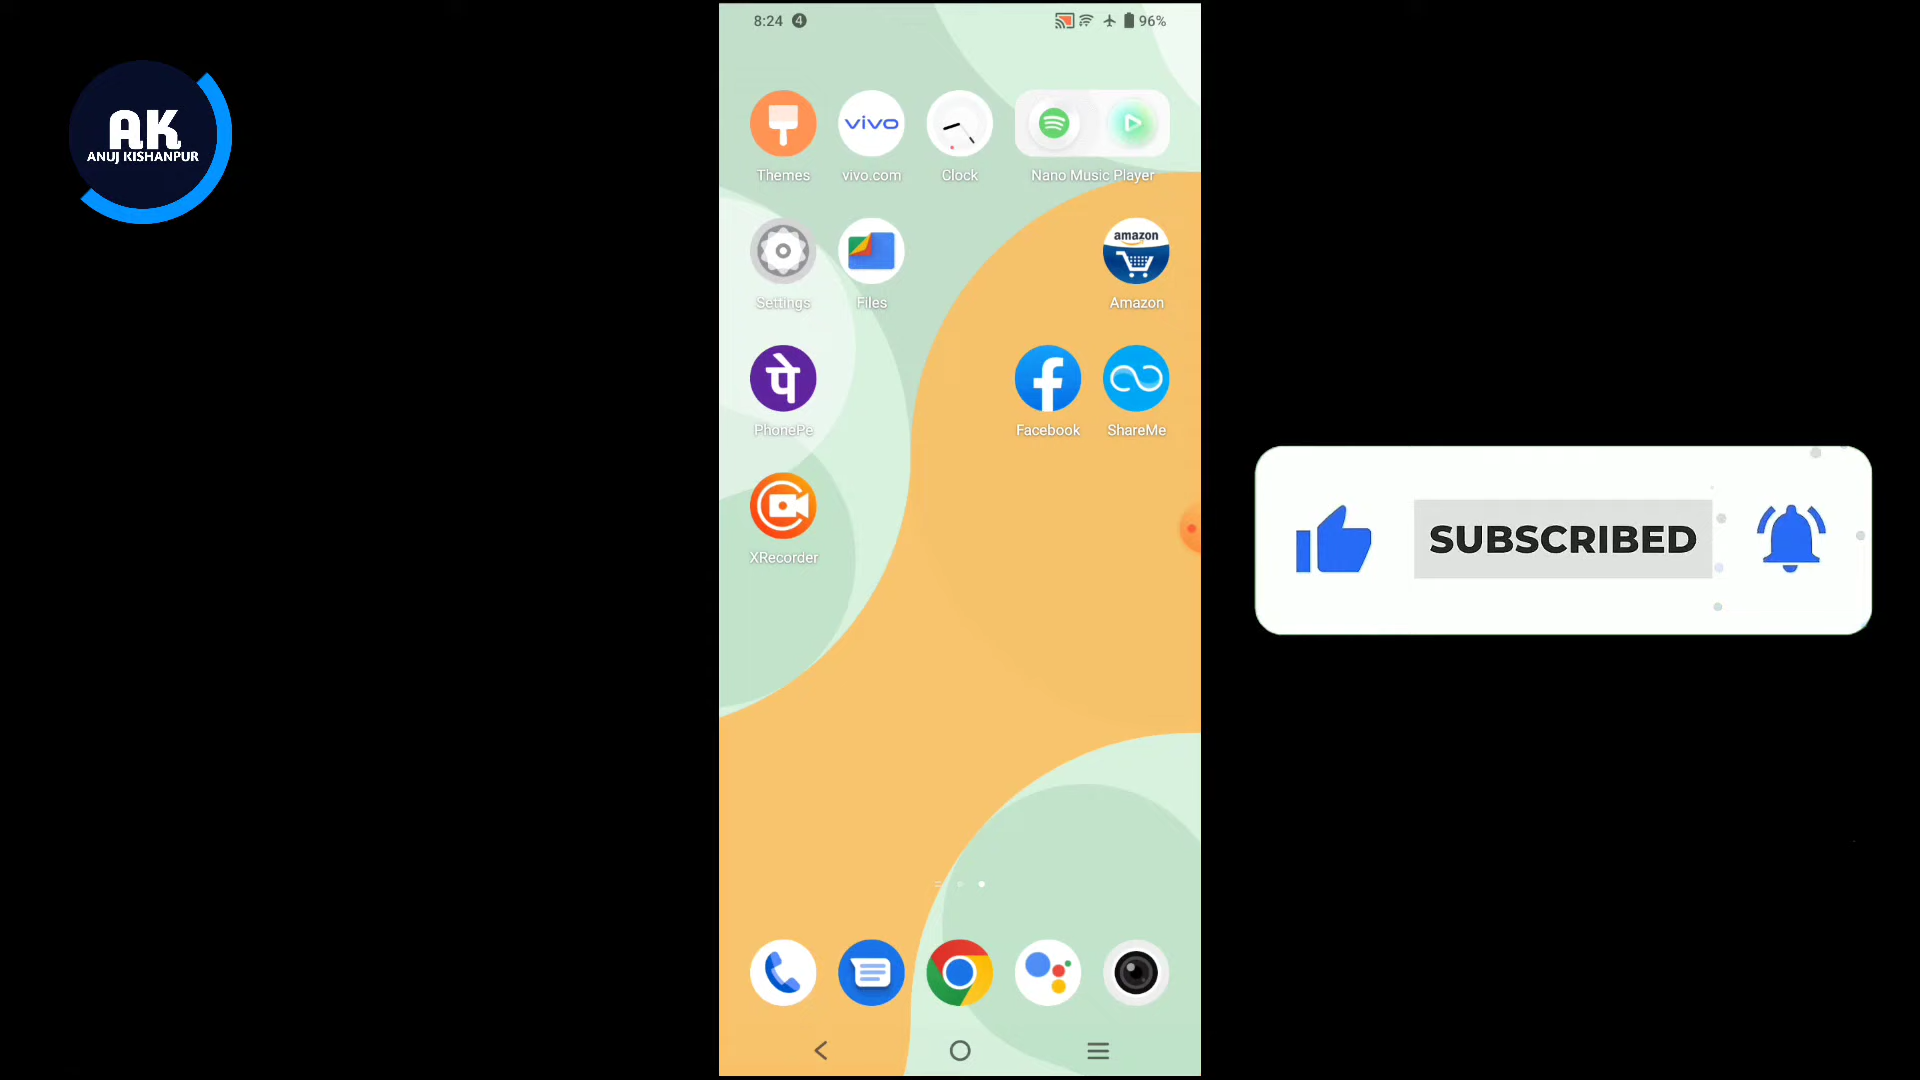 8:24 4 96%
AK
ANUJ KISHANPUR
vivo
Themes vivo.com Clock Nano Music Player
amazon
Settings Files Amazon
पे
PhonePe Facebook ShareMe
XRecorder
SUBSCRIBED